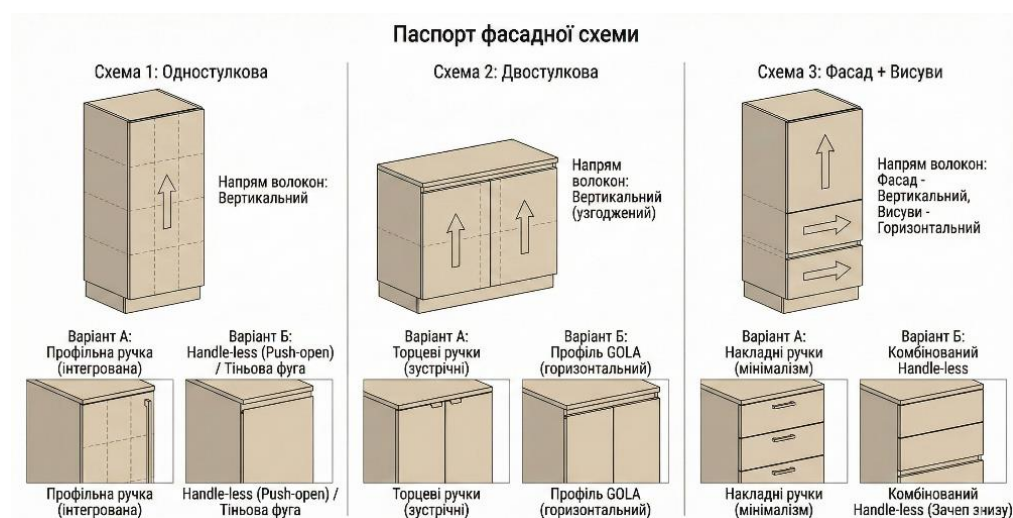 Паспорт фасадної схеми
Схема 1: Одностулкова
Напрям волокон:
Вертикальний
Варіант А:
Профільна ручка
(інтегрована)
Варіант Б:
Handle-less (Push-open)
/ Тіньова фуга
Профільна ручка
(інтегрована)
Handle-less (Push-open) /
Тіньова фуга
Схема 2: Двостулкова
Напрям
волокон:
Вертикальний
(узгоджений)
Варіант А:
Торцеві ручки
(зустрічні)
Варіант Б:
Профіль GOLA
(горизонтальний)
Торцеві ручки
(зустрічні)
Профіль GOLA
(горизонтальний)
Схема 3: Фасад + Висуви
Напрям волокон:
Фасад -
Вертикальний,
Висуви -
Горизонтальний
Варіант А:
Накладні ручки
(мінімалізм)
Варіант Б:
Комбінований
Handle-less
Накладні ручки
(мінімалізм)
Комбінований
Handle-less (Зачеп знизу)